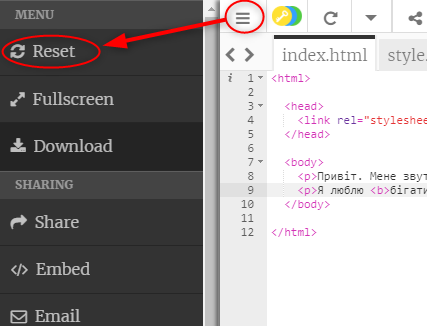 MENU
Reset
Fullscreen
Download
SHARING
Share
Embed
Email
index.html
style.
i 1 <html>
2
3 <head>
4 <link rel="styleshee
5 </head>
6
7 <body>
8 <p>Привіт. Мене звут
9 <p>Я люблю <b>бігати
10 </body>
11
12 </html>